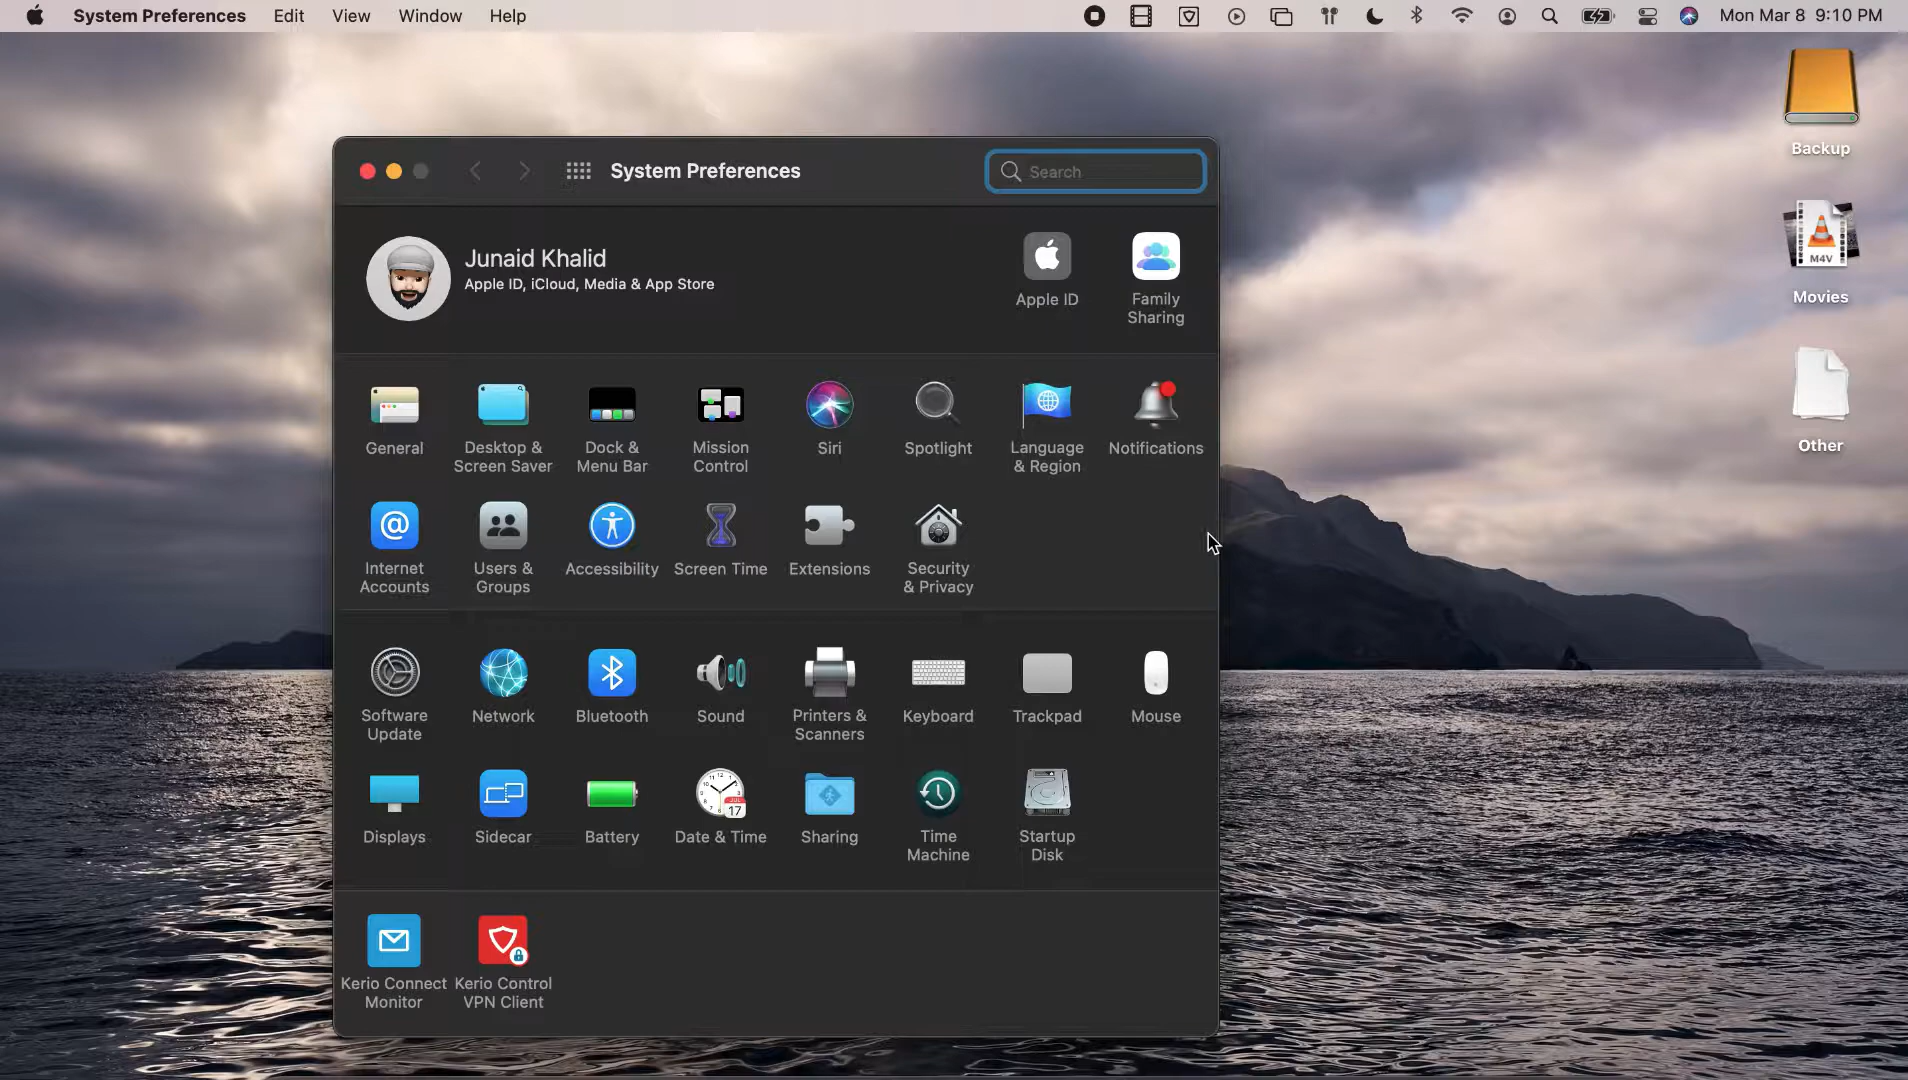 System Preferences Edit View Window Help Mon Mar 8 9:10 PM
System Preferences Search
Junaid Khalid
Apple ID, iCloud, Media & App Store
Apple ID
Family
Sharing
General
Desktop &
Screen Saver
Dock &
Menu Bar
Mission
Control
Siri
Spotlight
Language
& Region
Notifications
Internet
Accounts
Users &
Groups
Accessibility
Screen Time
Extensions
Security
& Privacy
Software
Update
Network
Bluetooth
Sound
Printers &
Scanners
Keyboard
Trackpad
Mouse
Displays
Sidecar
Battery
JUL
17
Date & Time
Sharing
Time
Machine
Startup
Disk
Kerio Connect
Monitor
Kerio Control
VPN Client
Backup
M4V
Movies
Other